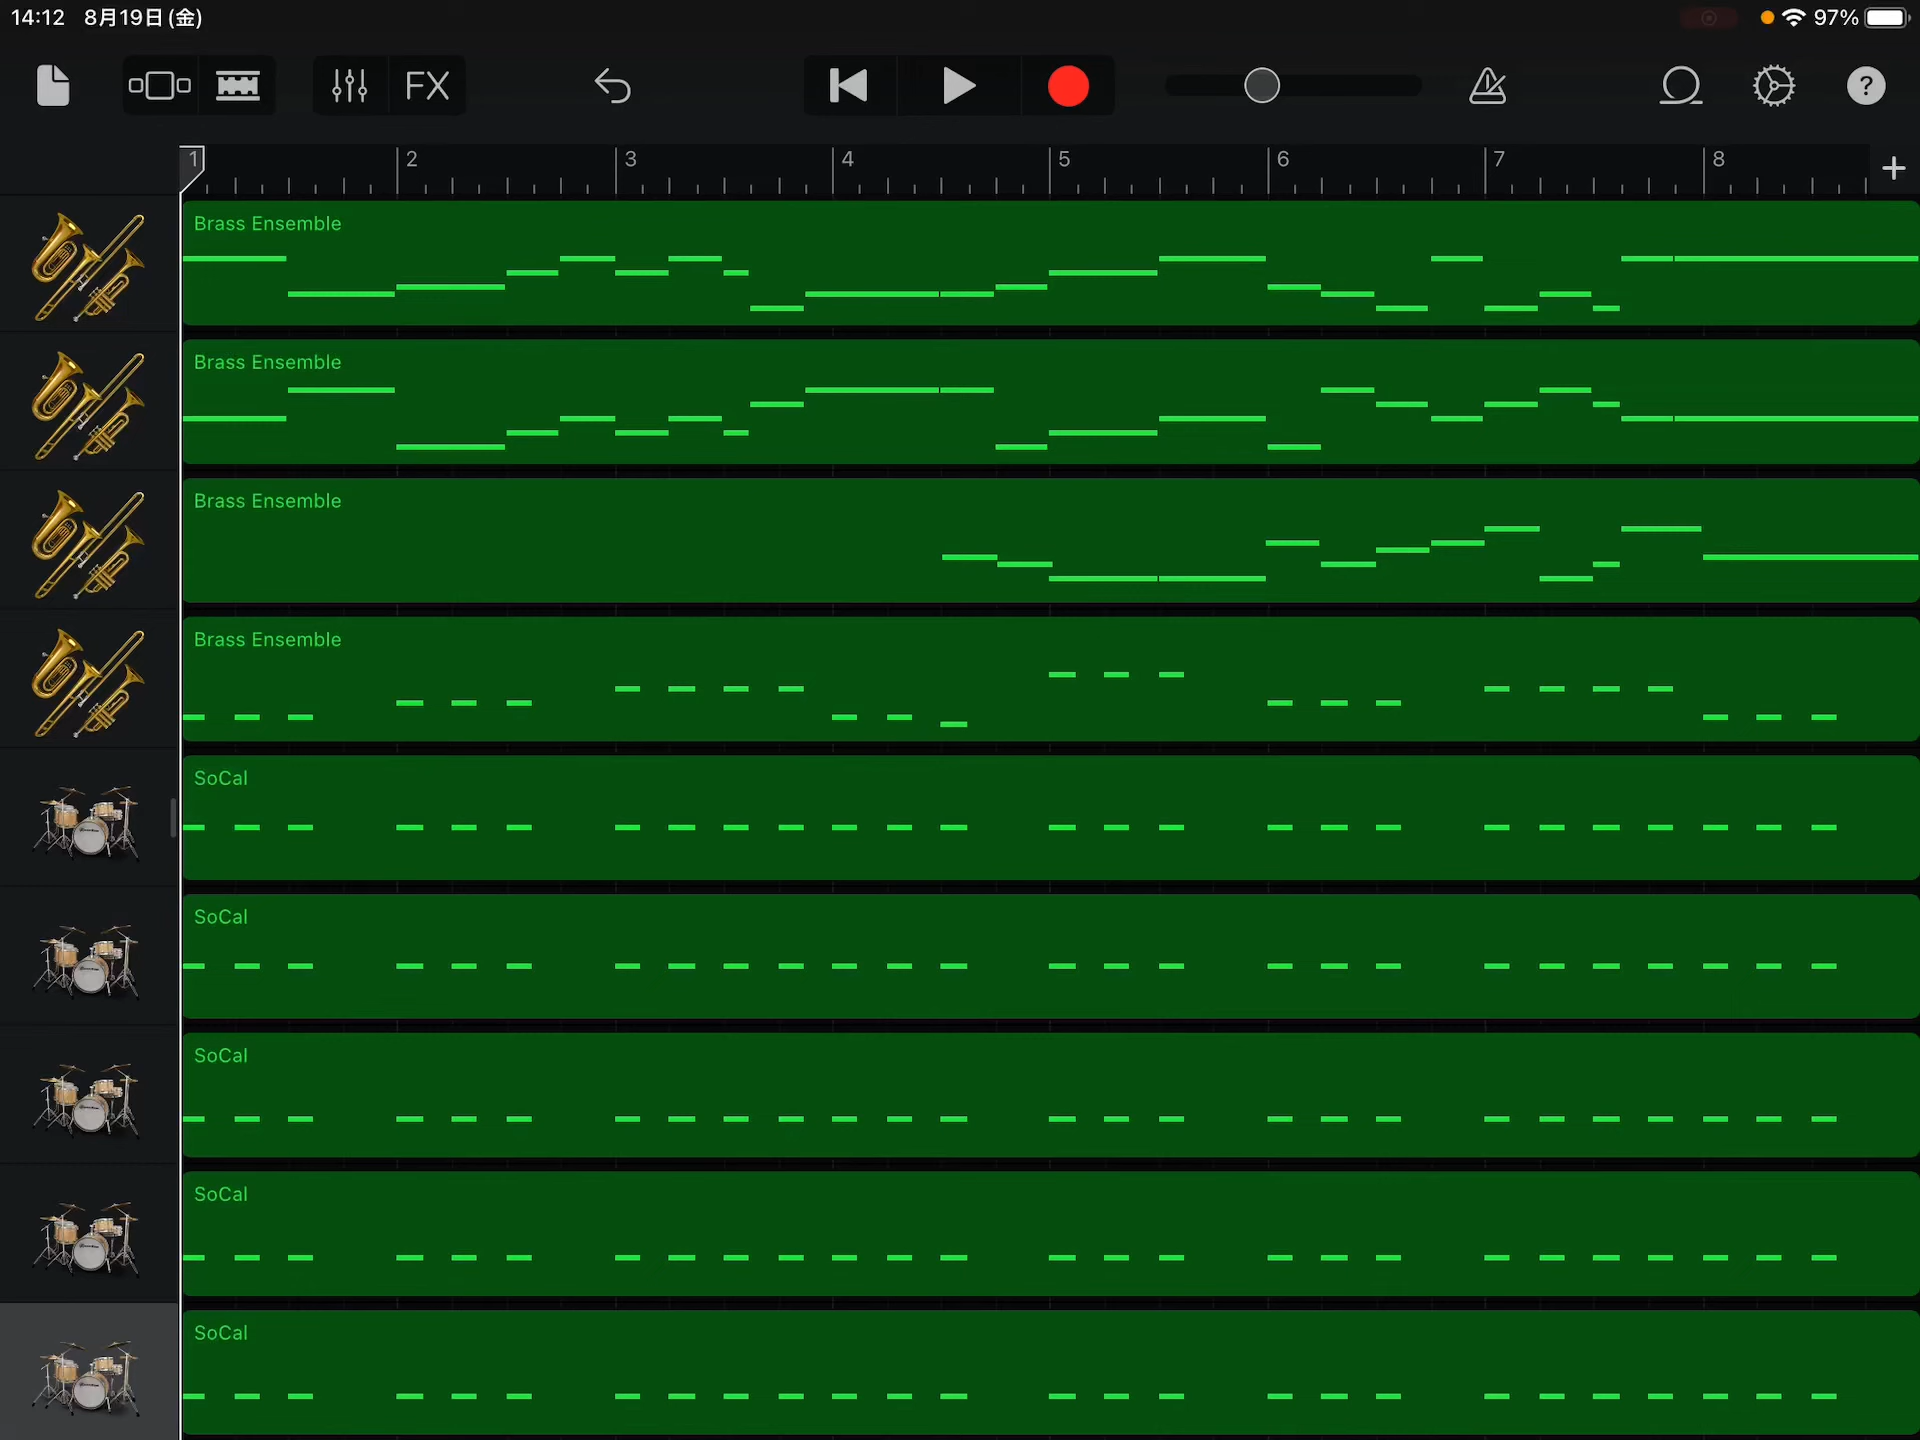 14:12 8月19日(金)
97%
FX
?
1 2 3 4 5 6 7 8 +
Brass Ensemble
Brass Ensemble
Brass Ensemble
Brass Ensemble
SoCal
SoCal
SoCal
SoCal
SoCal